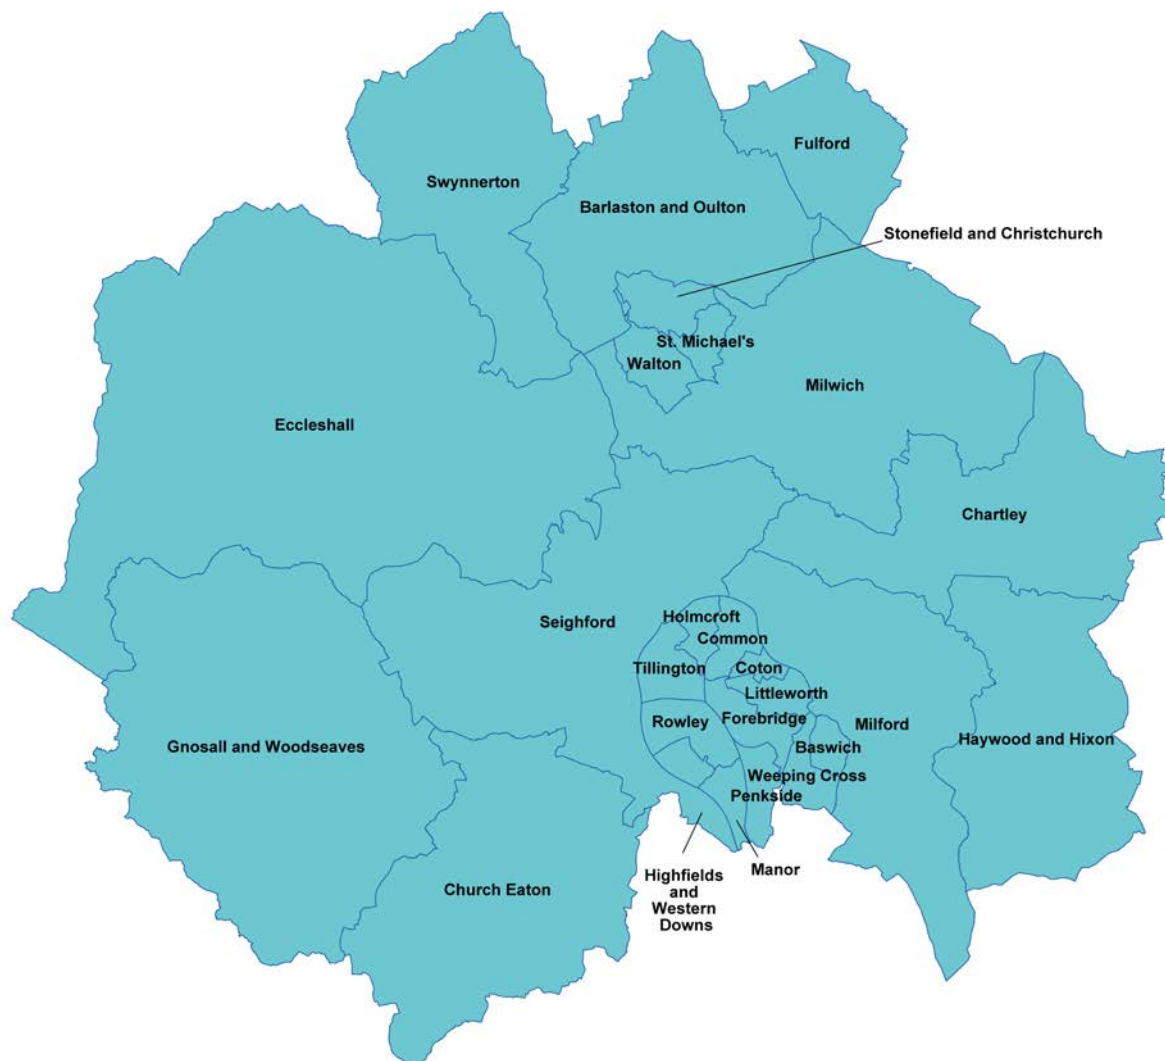 Fulford
Swynnerton
Barlaston and Oulton
Stonefield and Christchurch
St. Michael's
Walton
Milwich
Eccleshall
Chartley
Holmcroft
Seighford
Common
Tillington
Coton
Littleworth
Rowley
Forebridge
Milford
Gnosall and Woodseaves
Baswich
Haywood and Hixon
Weeping Cross
Penkside
Manor
Highfields
and
Western
Downs
Church Eaton